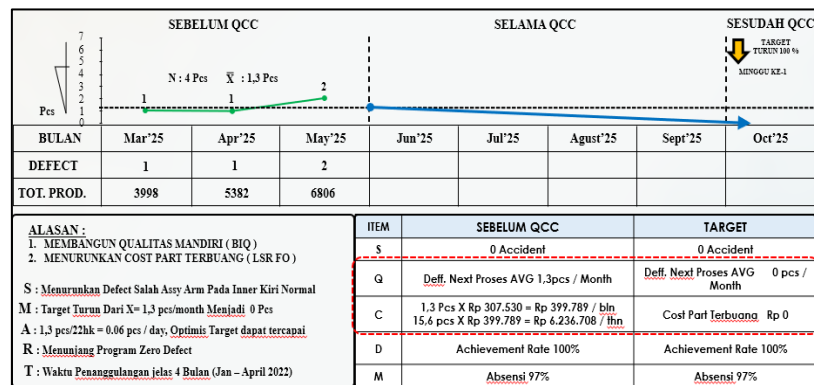 SEBELUM QCC
SELAMA QCC
SESUDAH QCC
7
6
5
4
3
2
1
0
Pcs
N : 4 Pcs X : 1,3 Pcs
1
1
2
TARGET
TURUN 100 %
MINGGU KE-1
BULAN Mar’25 Apr’25 May’25 Jun’25 Jul’25 Agust’25 Sept’25 Oct’25
DEFECT 1 1 2
TOT. PROD. 3998 5382 6806
ALASAN :
1. MEMBANGUN QUALITAS MANDIRI ( BIQ )
2. MENURUNKAN COST PART TERBUANG ( LSR FO )
S : Menurunkan Defect Salah Assy Arm Pada Inner Kiri Normal
M : Target Turun Dari X= 1,3 pcs/month Menjadi 0 Pcs
A : 1,3 pcs/22hk = 0.06 pcs / day, Optimis Target dapat tercapai
R : Menunjang Program Zero Defect
T : Waktu Penanggulangan jelas 4 Bulan (Jan – April 2022)
ITEM SEBELUM QCC TARGET
S 0 Accident 0 Accident
Q Deff. Next Proses AVG 1,3pcs / Month Deff. Next Proses AVG 0 pcs /
Month
C 1,3 Pcs X Rp 307.530 = Rp 399.789 / bln
15,6 pcs X Rp 399.789 = Rp 6.236.708 / thn
Cost Part Terbuang Rp 0
D Achievement Rate 100% Achievement Rate 100%
M Absensi 97% Absensi 97%